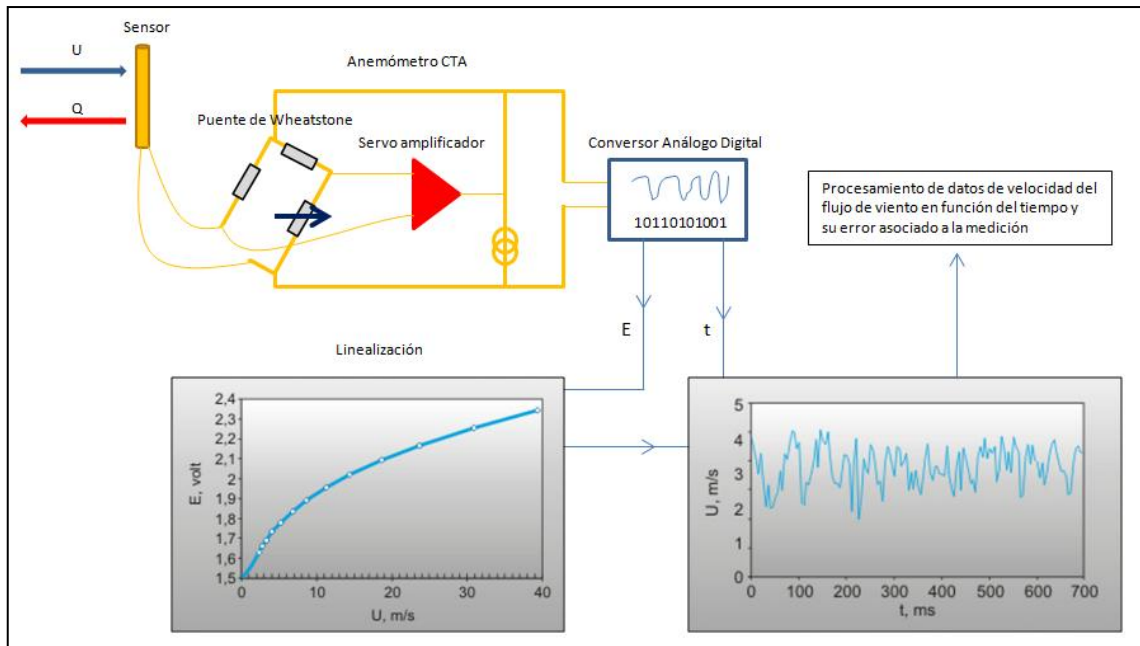 Sensor
U
Q
Anemómetro CTA
Puente de Wheatstone
Servo amplificador
Conversor Análogo Digital
10110101001
Procesamiento de datos de velocidad del
flujo de viento en función del tiempo y
su error asociado a la medición
E
t
Linealización
2,4
2,3
2,2
2,1
2
1,9
1,8
1,7
1,6
1,5
E, volt
0
10
20
30
40
U, m/s
5
4
3
2
1
0
U, m/s
0
100
200
300
400
500
600
700
t, ms